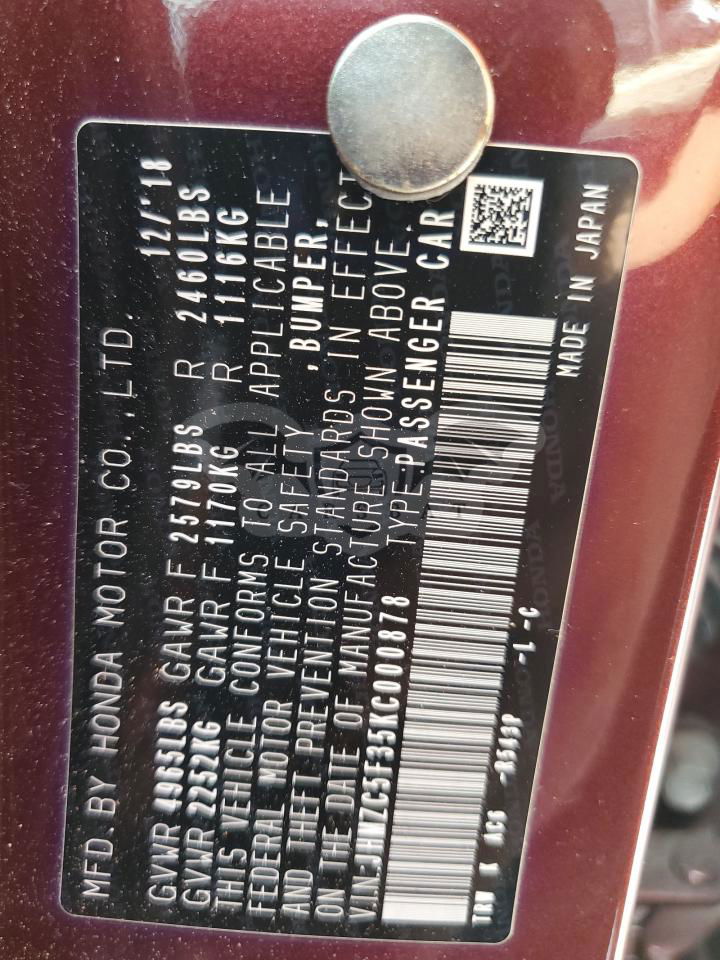 MFD. BY HONDA MOTOR CO.,LTD. 12/'18
GVWR 4965LBS GAWR F 2579LBS R 2460LBS
GVWR 2252KG GAWR F 1170KG R 1116KG
THIS VEHICLE CONFORMS TO ALL APPLICABLE
FEDERAL MOTOR VEHICLE SAFETY ,BUMPER,
AND THEFT PREVENTION STANDARDS IN EFFECT
ON THE DATE OF MANUFACTURE SHOWN ABOVE.
V.I.N:JHMZC5F35KC000878 TYPE:PASSENGER CAR
TRM K -L -C
MADE IN JAPAN
HONDA